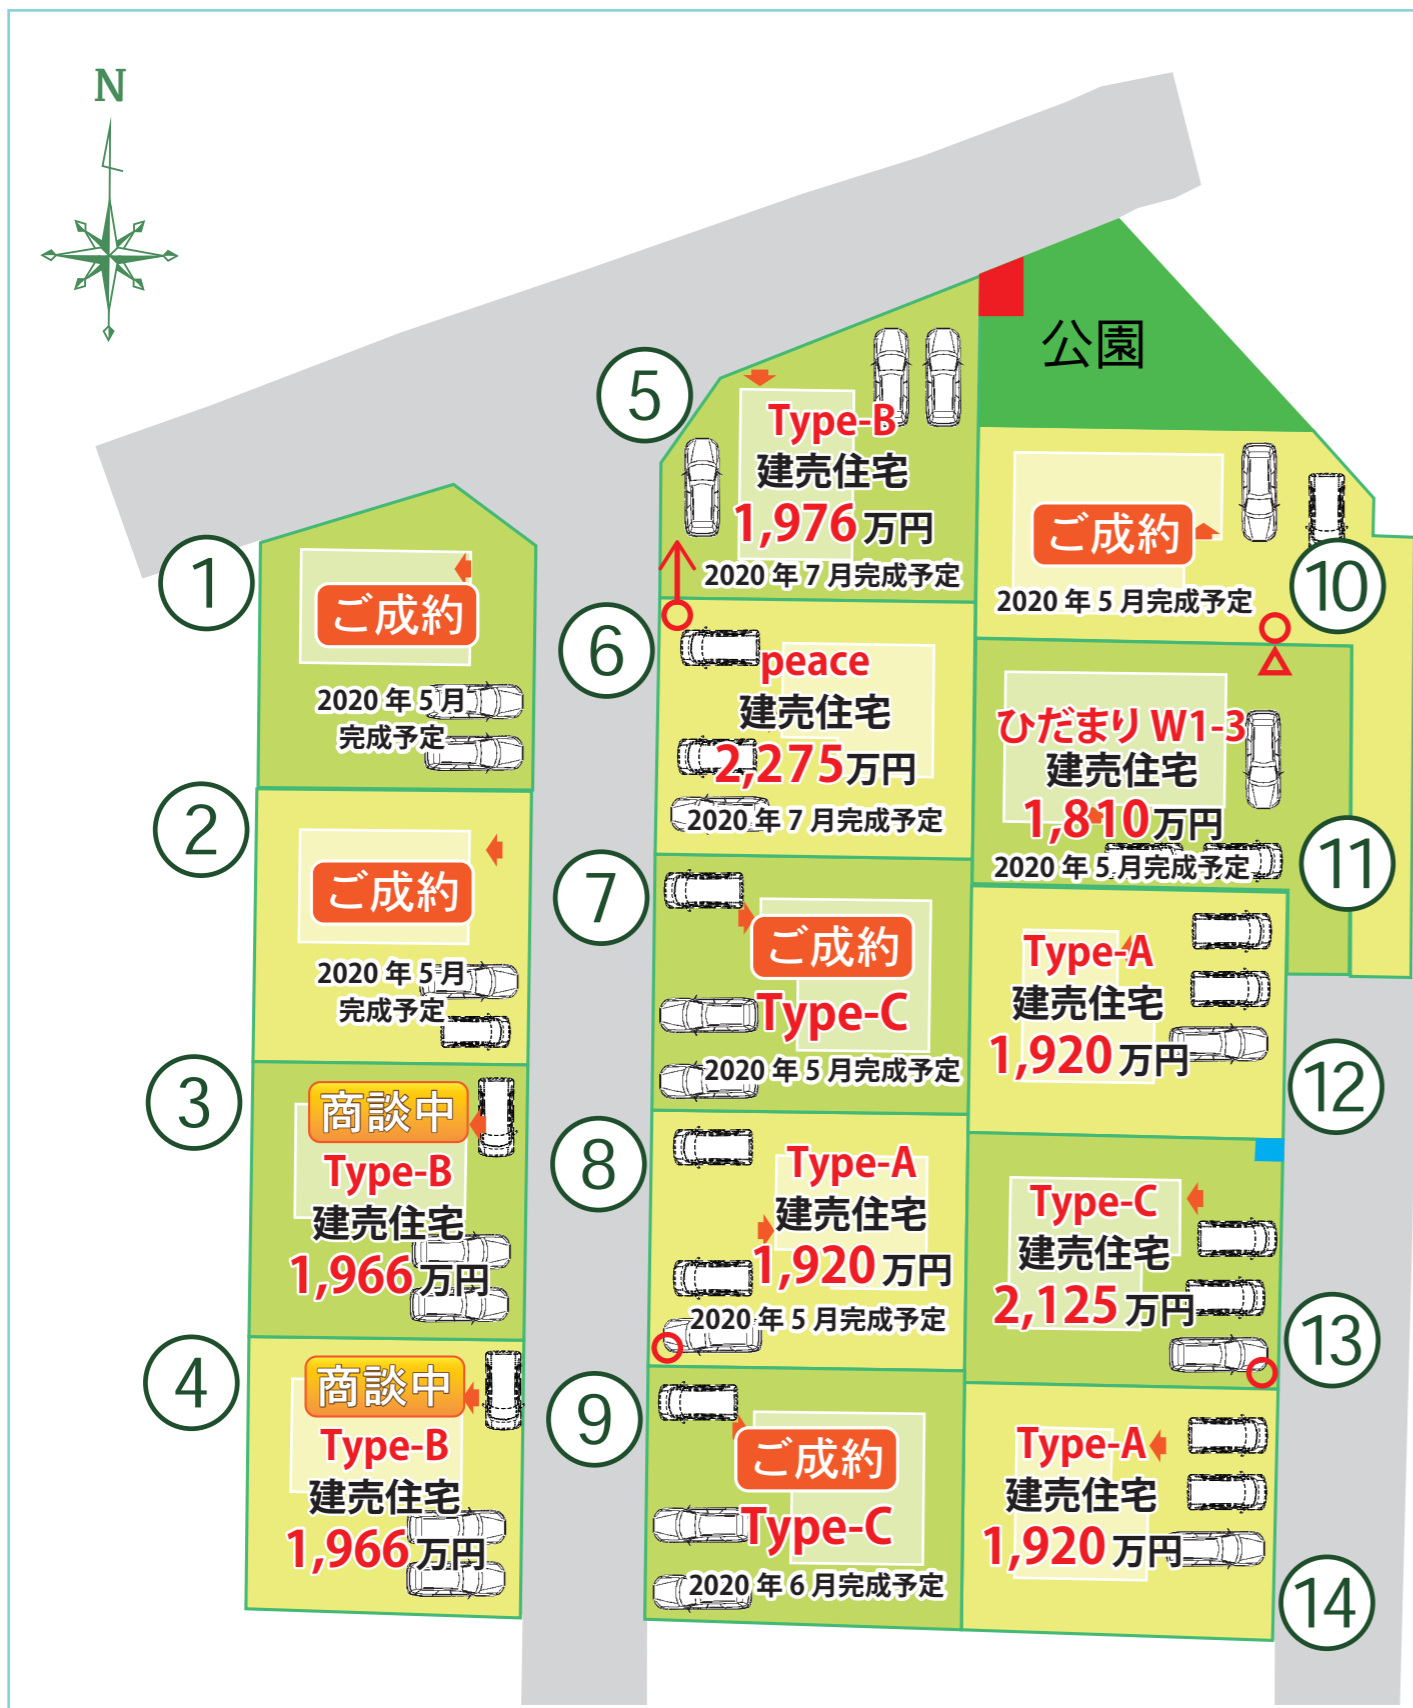 N
公園
①
ご成約
2020年5月
完成予定
②
ご成約
2020年5月
完成予定
③
商談中
Type-B
建売住宅
1,966万円
④
商談中
Type-B
建売住宅
1,966万円
⑤
Type-B
建売住宅
1,976万円
2020年7月完成予定
⑥
peace
建売住宅
2,275万円
2020年7月完成予定
⑦
ご成約
Type-C
2020年5月完成予定
⑧
Type-A
建売住宅
1,920万円
2020年5月完成予定
⑨
ご成約
Type-C
2020年6月完成予定
⑩
ご成約
2020年5月完成予定
⑪
ひだまりW1-3
建売住宅
1,810万円
2020年5月完成予定
⑫
Type-A
建売住宅
1,920万円
⑬
Type-C
建売住宅
2,125万円
⑭
Type-A
建売住宅
1,920万円